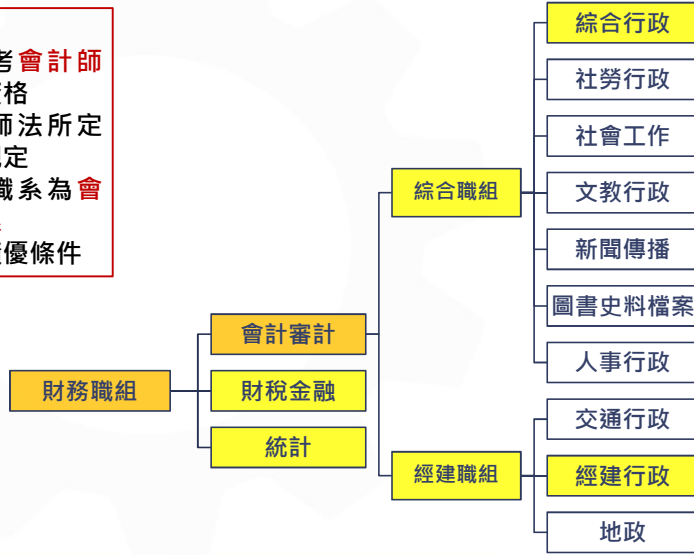 考會計師
資格
師法所定
規定
職系為會
資優條件
財務職組
會計審計
財稅金融
統計
綜合職組
經建職組
綜合行政
社勞行政
社會工作
文教行政
新聞傳播
圖書史料檔案
人事行政
交通行政
經建行政
地政